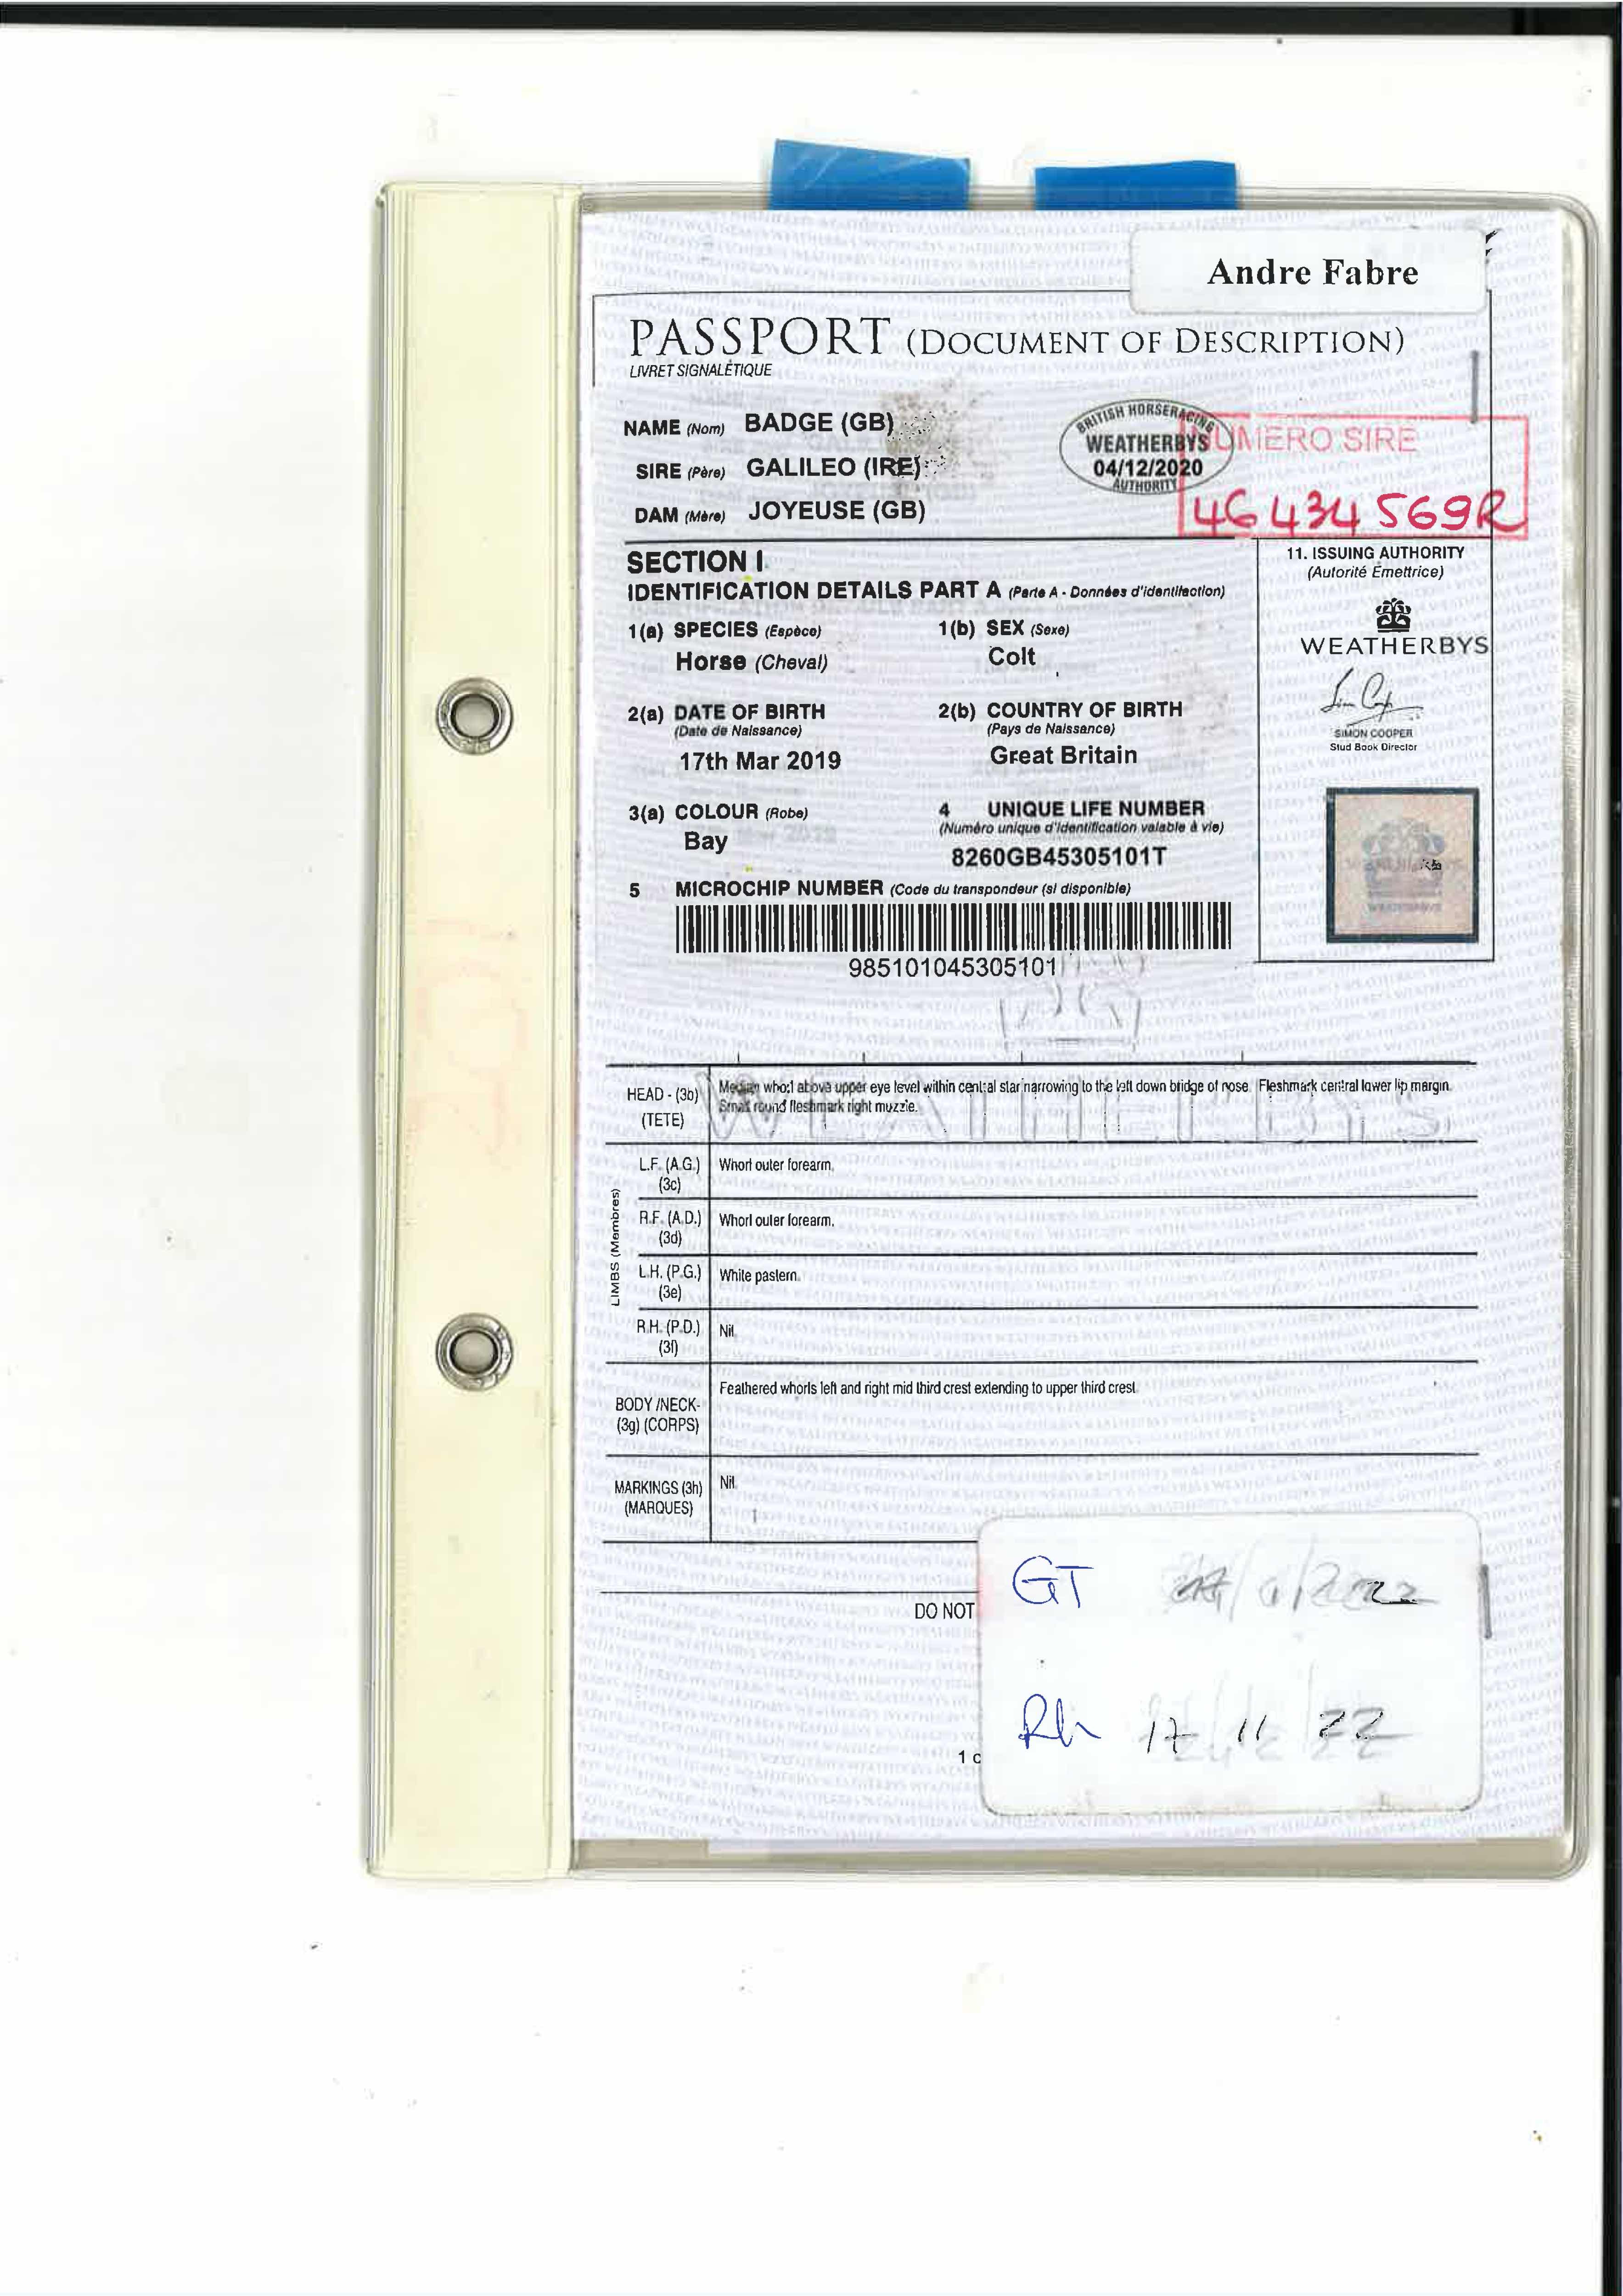 Andre Fabre
PASSPORT (DOCUMENT OF DESCRIPTION)
LIVRET SIGNALÉTIQUE
NAME (Nom) BADGE (GB)
SIRE (Père) GALILEO (IRE)
DAM (Mère) JOYEUSE (GB)
BRITISH HORSERACING
WEATHERBYS
04/12/2020
AUTHORITY
NUMERO SIRE
46 434 569R
SECTION I
IDENTIFICATION DETAILS PART A (Partie A - Données d'identification)
1(a) SPECIES (Espèce)
Horse (Cheval)
1(b) SEX (Sexe)
Colt
2(a) DATE OF BIRTH
(Date de Naissance)
17th Mar 2019
2(b) COUNTRY OF BIRTH
(Pays de Naissance)
Great Britain
3(a) COLOUR (Robe)
Bay
4 UNIQUE LIFE NUMBER
(Numéro unique d'identification valable à vie)
8260GB45305101T
5 MICROCHIP NUMBER (Code du transpondeur (si disponible)
985101045305101
11. ISSUING AUTHORITY
(Autorité Émettrice)
WEATHERBYS
SIMON COOPER
Stud Book Director
WEATHERBYS
HEAD - (3b)
(TETE)
Median whorl above upper eye level within central star narrowing to the left down bridge of nose. Fleshmark central lower lip margin.
Small round fleshmark right muzzle.
LIMBS (Membres)
L.F. (A.G.)
(3c)
Whorl outer forearm.
R.F. (A.D.)
(3d)
Whorl outer forearm.
L.H. (P.G.)
(3e)
White pastern.
R.H. (P.D.)
(3f)
Nil.
BODY /NECK-
(3g) (CORPS)
Feathered whorls left and right mid third crest extending to upper third crest.
MARKINGS (3h)
(MARQUES)
Nil.
DO NOT
GT
Rh 17 11 22
1 c